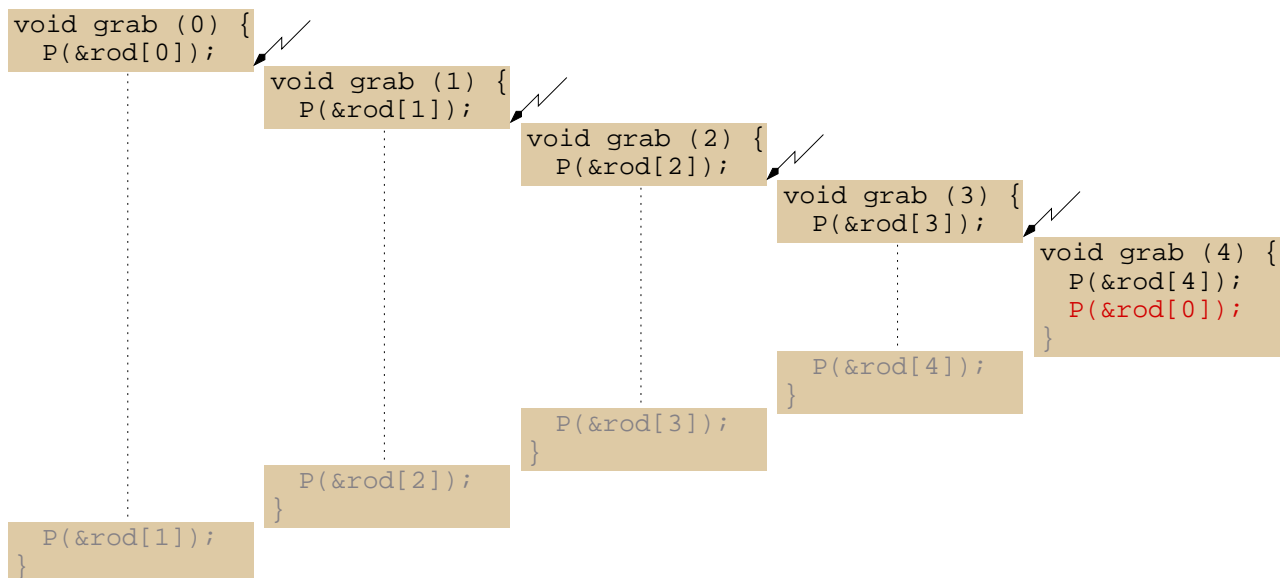 void grab (0) {
P(&rod[0]);
void grab (1) {
P(&rod[1]);
void grab (2) {
P(&rod[2]);
void grab (3) {
P(&rod[3]);
void grab (4) {
P(&rod[4]);
P(&rod[0]);
}
P(&rod[4]);
}
P(&rod[3]);
}
P(&rod[2]);
}
P(&rod[1]);
}